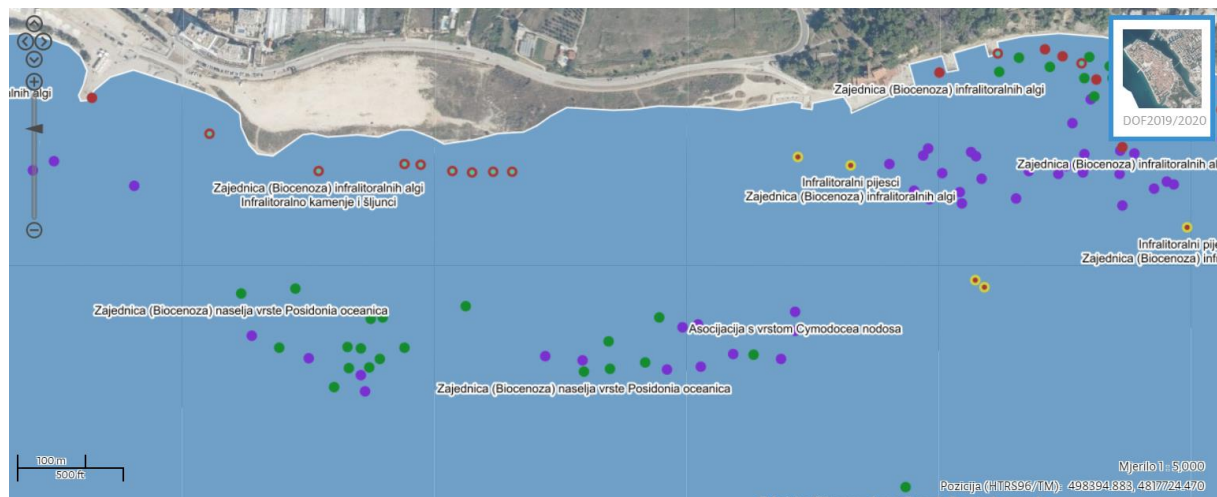 Zajednica (Biocenoza) infralitoralnih algi
DOF2019/2020
alnih algi
Zajednica (Biocenoza) infralitoralnih al
Zajednica (Biocenoza) infralitoralnih algi
Infralitoralno kamenje i šljunci
Infralitoralni pijesci
Zajednica (Biocenoza) infralitoralnih algi
Infralitoralni pije
Zajednica (Biocenoza) inf
Zajednica (Biocenoza) naselja vrste Posidonia oceanica
Asocijacija s vrstom Cymodocea nodosa
Zajednica (Biocenoza) naselja vrste Posidonia oceanica
100 m
500 ft
Mjerilo 1 : 5,000
Pozicija (HTRS96/TM): 498394.883, 4817724.470